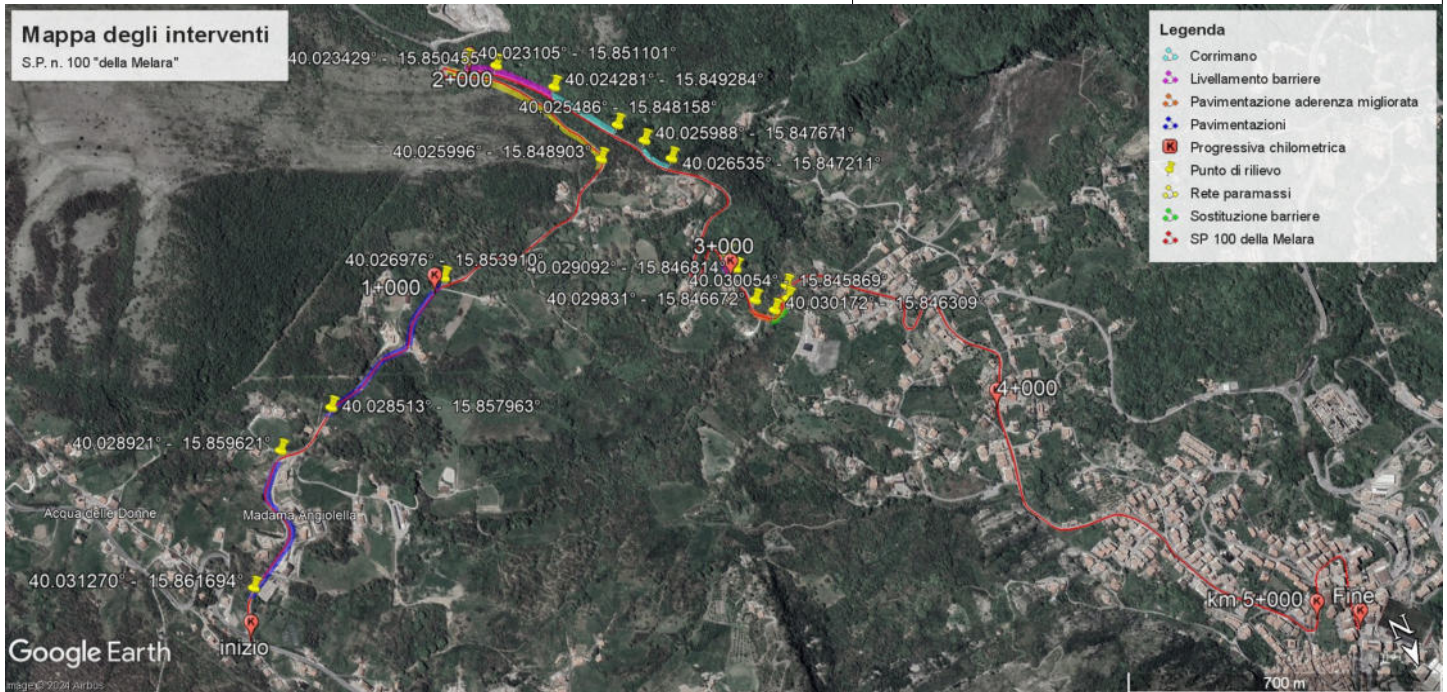 Mappa degli interventi
S.P. n. 100 "della Melara"
Legenda
Corrimano
Livellamento barriere
Pavimentazione aderenza migliorata
Pavimentazioni
Progressiva chilometrica
Punto di rilievo
Rete paramassi
Sostituzione barriere
SP 100 della Melara
40.023429° - 15.850455
40.023105° - 15.851101°
2+000
40.024281° - 15.849284°
40.025486° - 15.848158°
40.025988° - 15.847671°
40.025996° - 15.848903°
40.026535° - 15.847211°
3+000
40.026976° - 15.853910°
40.029092° - 15.846814°
1+000
40.030054° - 15.845869°
40.029831° - 15.846672°
40.030172° - 15.846309°
4+000
40.028513° - 15.857963°
40.028921° - 15.859621°
Acqua delle Donne
Madama Angiolella
40.031270° - 15.861694°
km 5+000
Fine
inizio
N
Google Earth
Image © 2024 Airbus
700 m